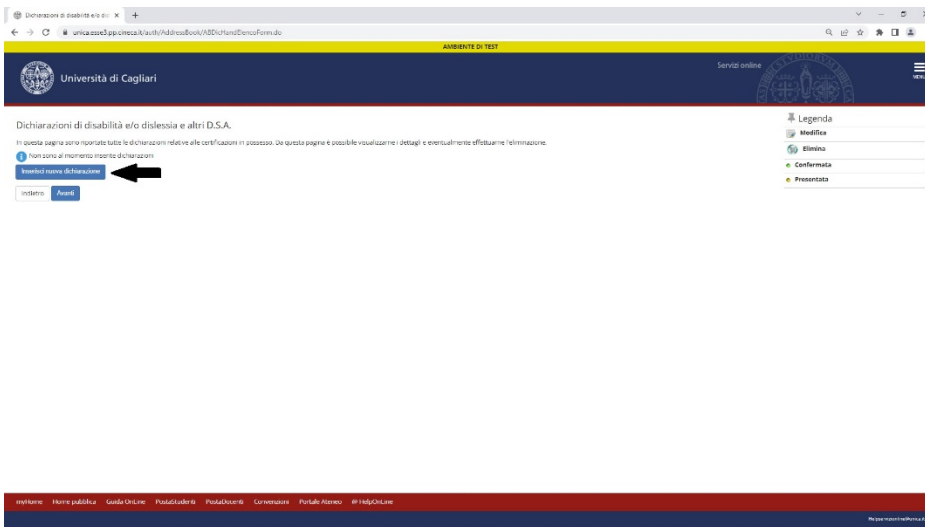 Dichiarazioni di disabilità e/o di
unica.esse3.pp.cineca.it/auth/AddressBook/ABDicHandElencoForm.do
AMBIENTE DI TEST
Università di Cagliari
Servizi online
MENU
Dichiarazioni di disabilità e/o dislessia e altri D.S.A.
In questa pagina sono riportate tutte le dichiarazioni relative alle certificazioni in possesso. Da questa pagina è possibile visualizzarne i dettagli e eventualmente effettuarne l'eliminazione.
Non sono al momento inserite dichiarazioni
Inserisci nuova dichiarazione
Indietro
Avanti
Legenda
Modifica
Elimina
Confermata
Presentata
myHome Home pubblica Guida OnLine PostaStudenti PostaDocenti Convenzioni Portale Ateneo @ HelpOnLine